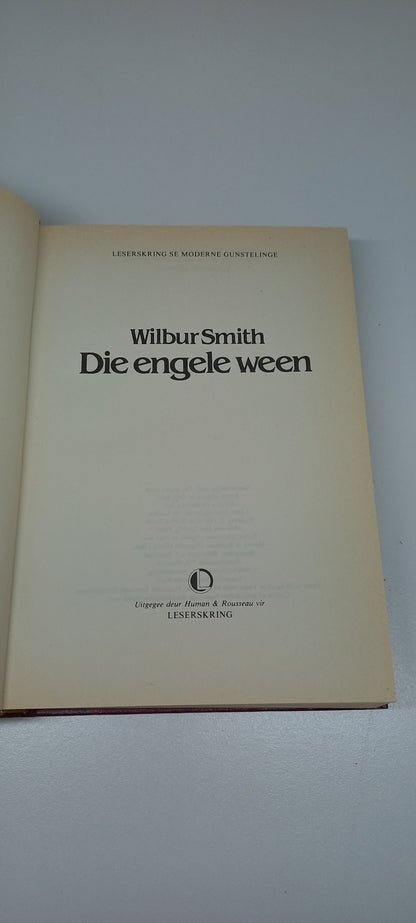 LESERSKRING SE MODERNE GUNSTELINGE
Wilbur Smith
Die engele ween
Uitgegee deur Human & Rousseau vir
LESERSKRING